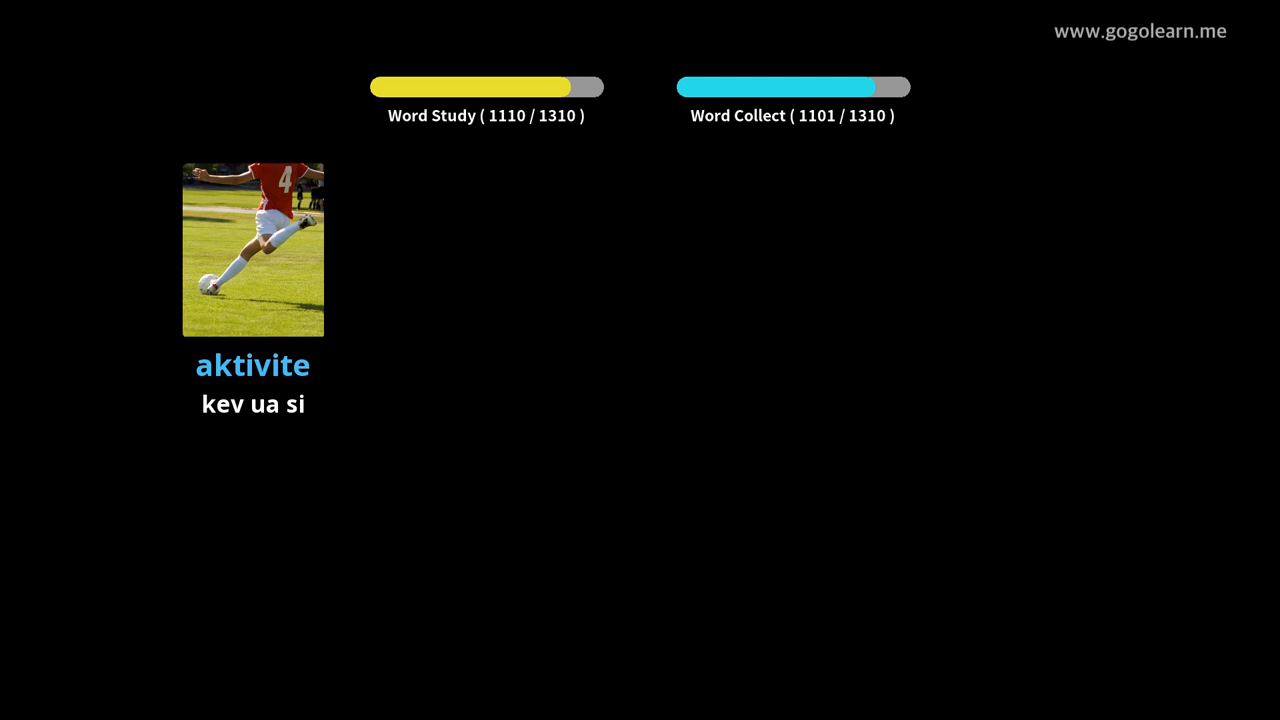 www.gogolearn.me
Word Study ( 1110 / 1310 )
Word Collect ( 1101 / 1310 )
4
aktivite
kev ua si